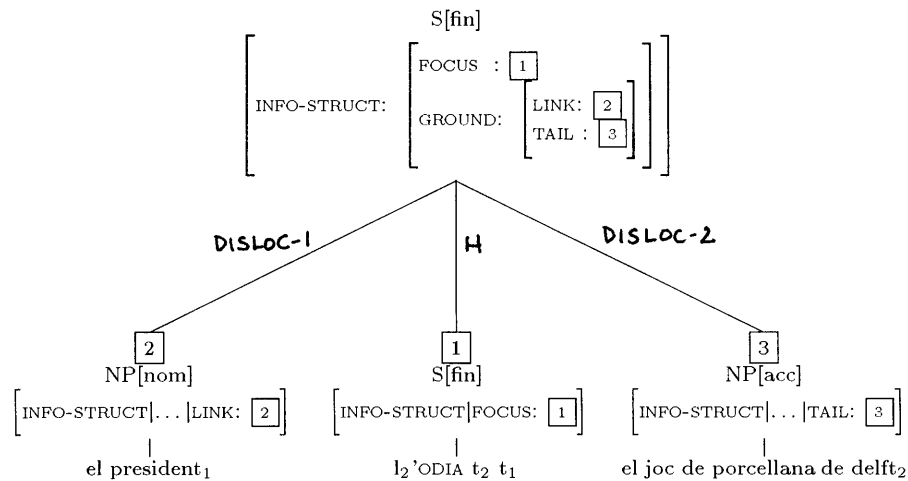 S[fin]
FOCUS : 1
INFO-STRUCT: GROUND: LINK: 2
TAIL : 3
DISLOC-1 H DISLOC-2
2 1 3
NP[nom] S[fin] NP[acc]
[INFO-STRUCT|...|LINK: 2] [INFO-STRUCT|FOCUS: 1] [INFO-STRUCT|...|TAIL: 3]
el president₁ l₂'ODIA t₂ t₁ el joc de porcellana de delft₂